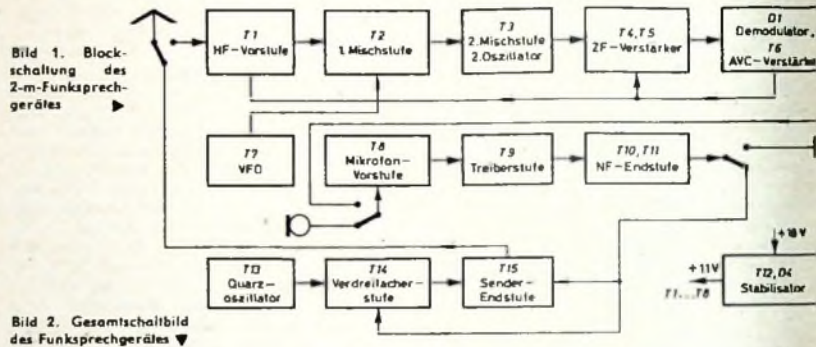 Bild 1. Block-
schaltung des
2-m-Funksprech-
gerätes ▶
T1
HF-Vorstufe
T2
1. Mischstufe
T3
2. Mischstufe
2. Oszillator
T4, T5
ZF-Verstärker
D1
Demodulator,
T6
AVC-Verstärke
T7
VFO
T8
Mikrofon-
Vorstufe
T9
Treiberstufe
T10, T11
NF-Endstufe
T13
Quarz-
oszillator
T14
Verdreifacher-
stufe
T15
Sender-
Endstufe
+18V
+11V
T1...T8
T12, D4
Stabilisator
Bild 2. Gesamtschaltbild
des Funksprechgerätes ▼